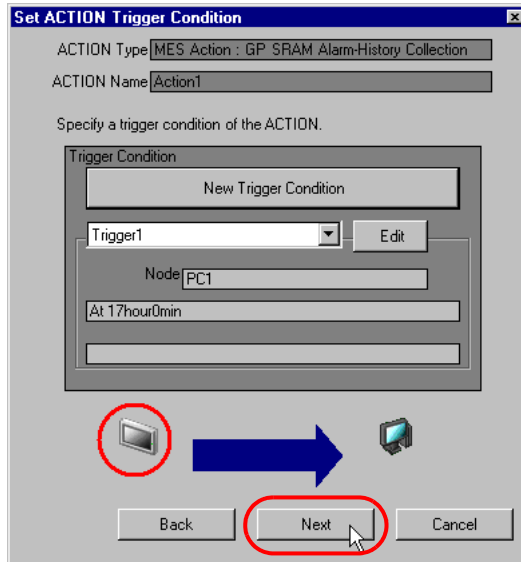 Set ACTION Trigger Condition
ACTION Type MES Action : GP SRAM Alarm-History Collection
ACTION Name Action1
Specify a trigger condition of the ACTION.
Trigger Condition
New Trigger Condition
Trigger1 Edit
Node PC1
At 17hour0min
Back Next Cancel